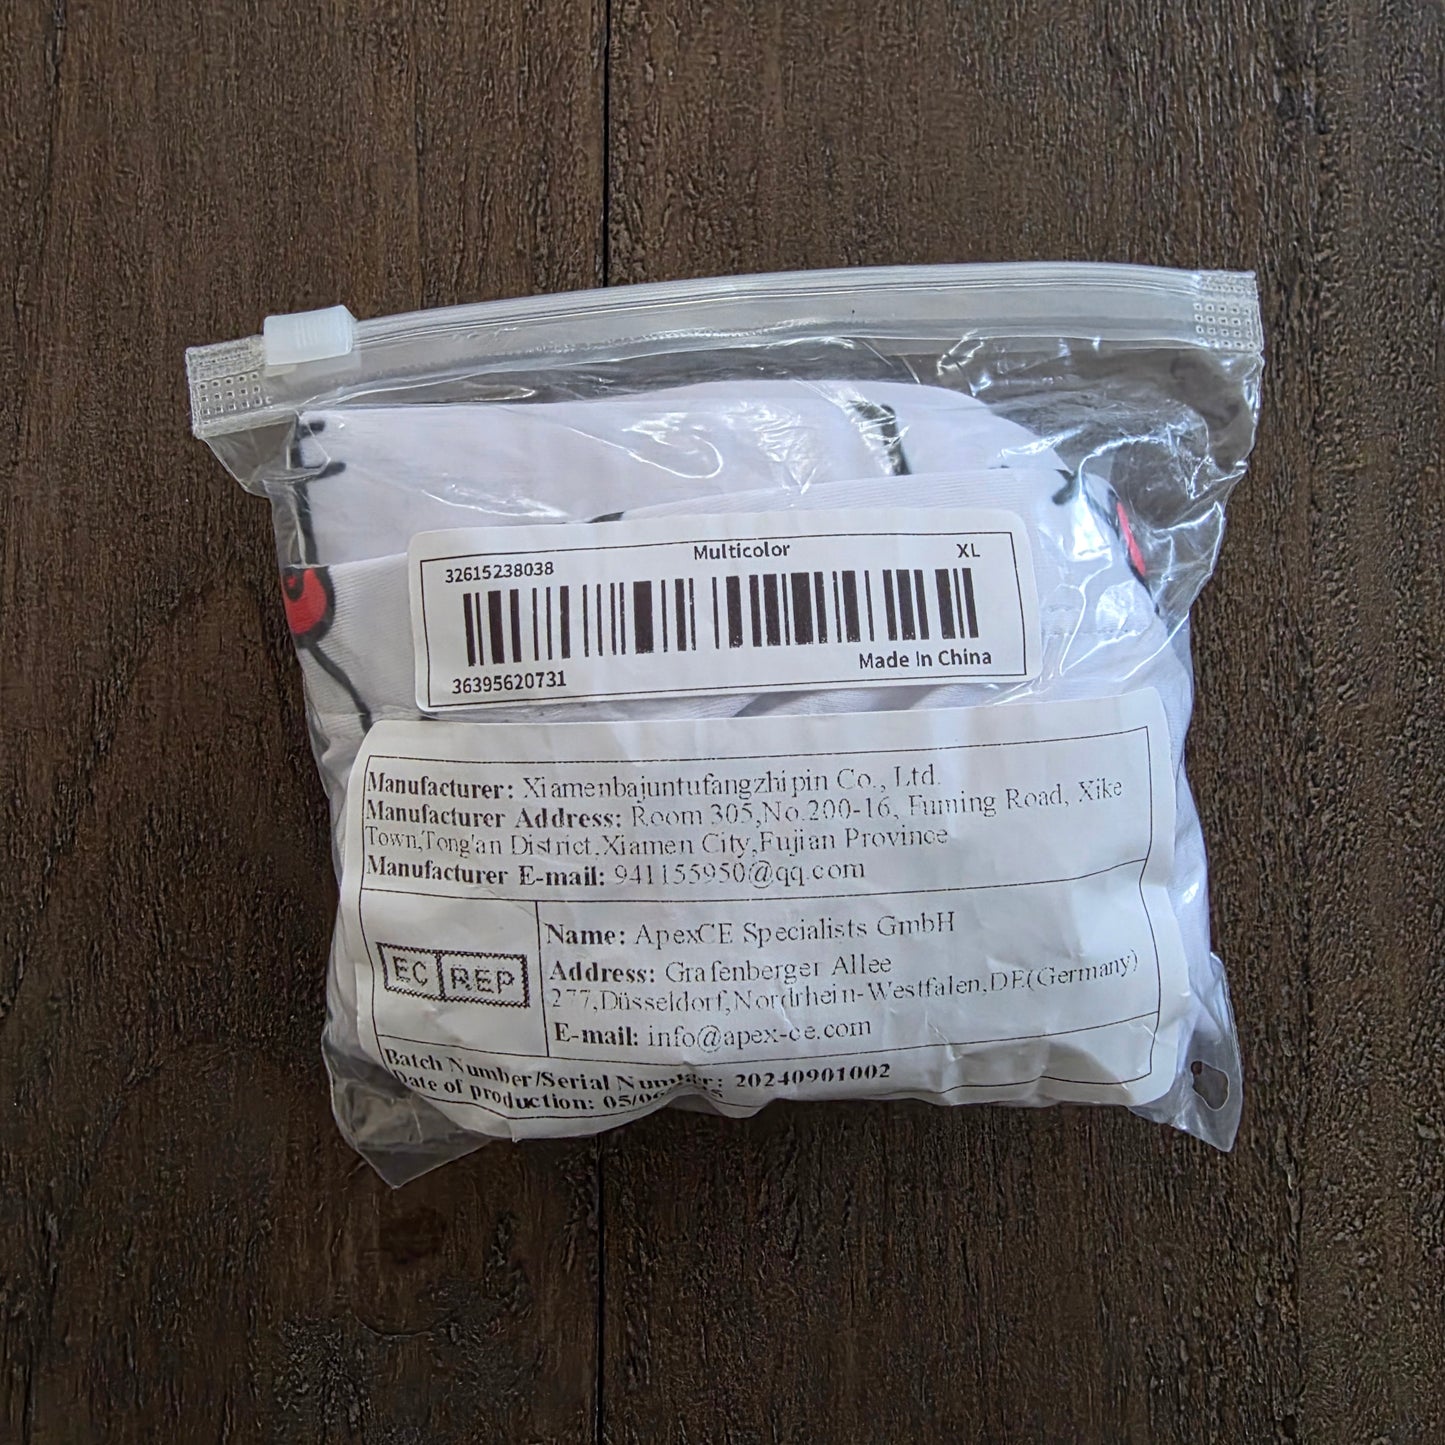 32615238038 Multicolor XL
36395620731 Made In China
Manufacturer: Xiamenbajuntufangzhipin Co., Ltd.
Manufacturer Address: Room 305,No.200-16, Fuming Road, Xike
Town,Tong'an District,Xiamen City,Fujian Province
Manufacturer E-mail: 941155950@qq.com
EC REP
Name: ApexCE Specialists GmbH
Address: Grafenberger Allee
277,Düsseldorf,Nordrhein-Westfalen,DE(Germany)
E-mail: info@apex-ce.com
Batch Number/Serial Number: 20240901002
Date of production: